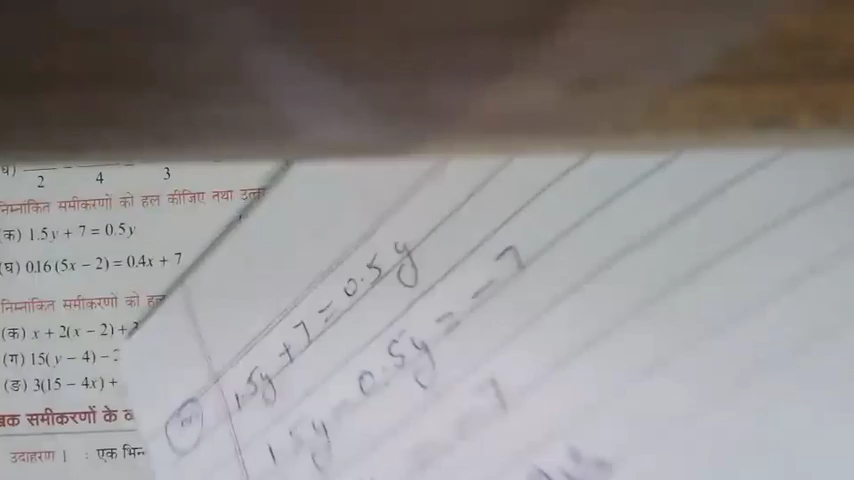 2 4 3
निम्नांकित समीकरणों को हल कीजिए तथा
(क) 1.5y + 7 = 0.5y
(घ) 0.16(5x − 2) = 0.4x + 7
निम्नांकित समीकरणों को हल
(क) x + 2(x − 2) +
(ग) 15(y − 4) −
(ङ) 3(15 − 4x) +
समीकरणों के
उदाहरण 1 : एक भिन्न
1.5y + 7 = 0.5y
1.5y - 0.5y = - 7
= - 7